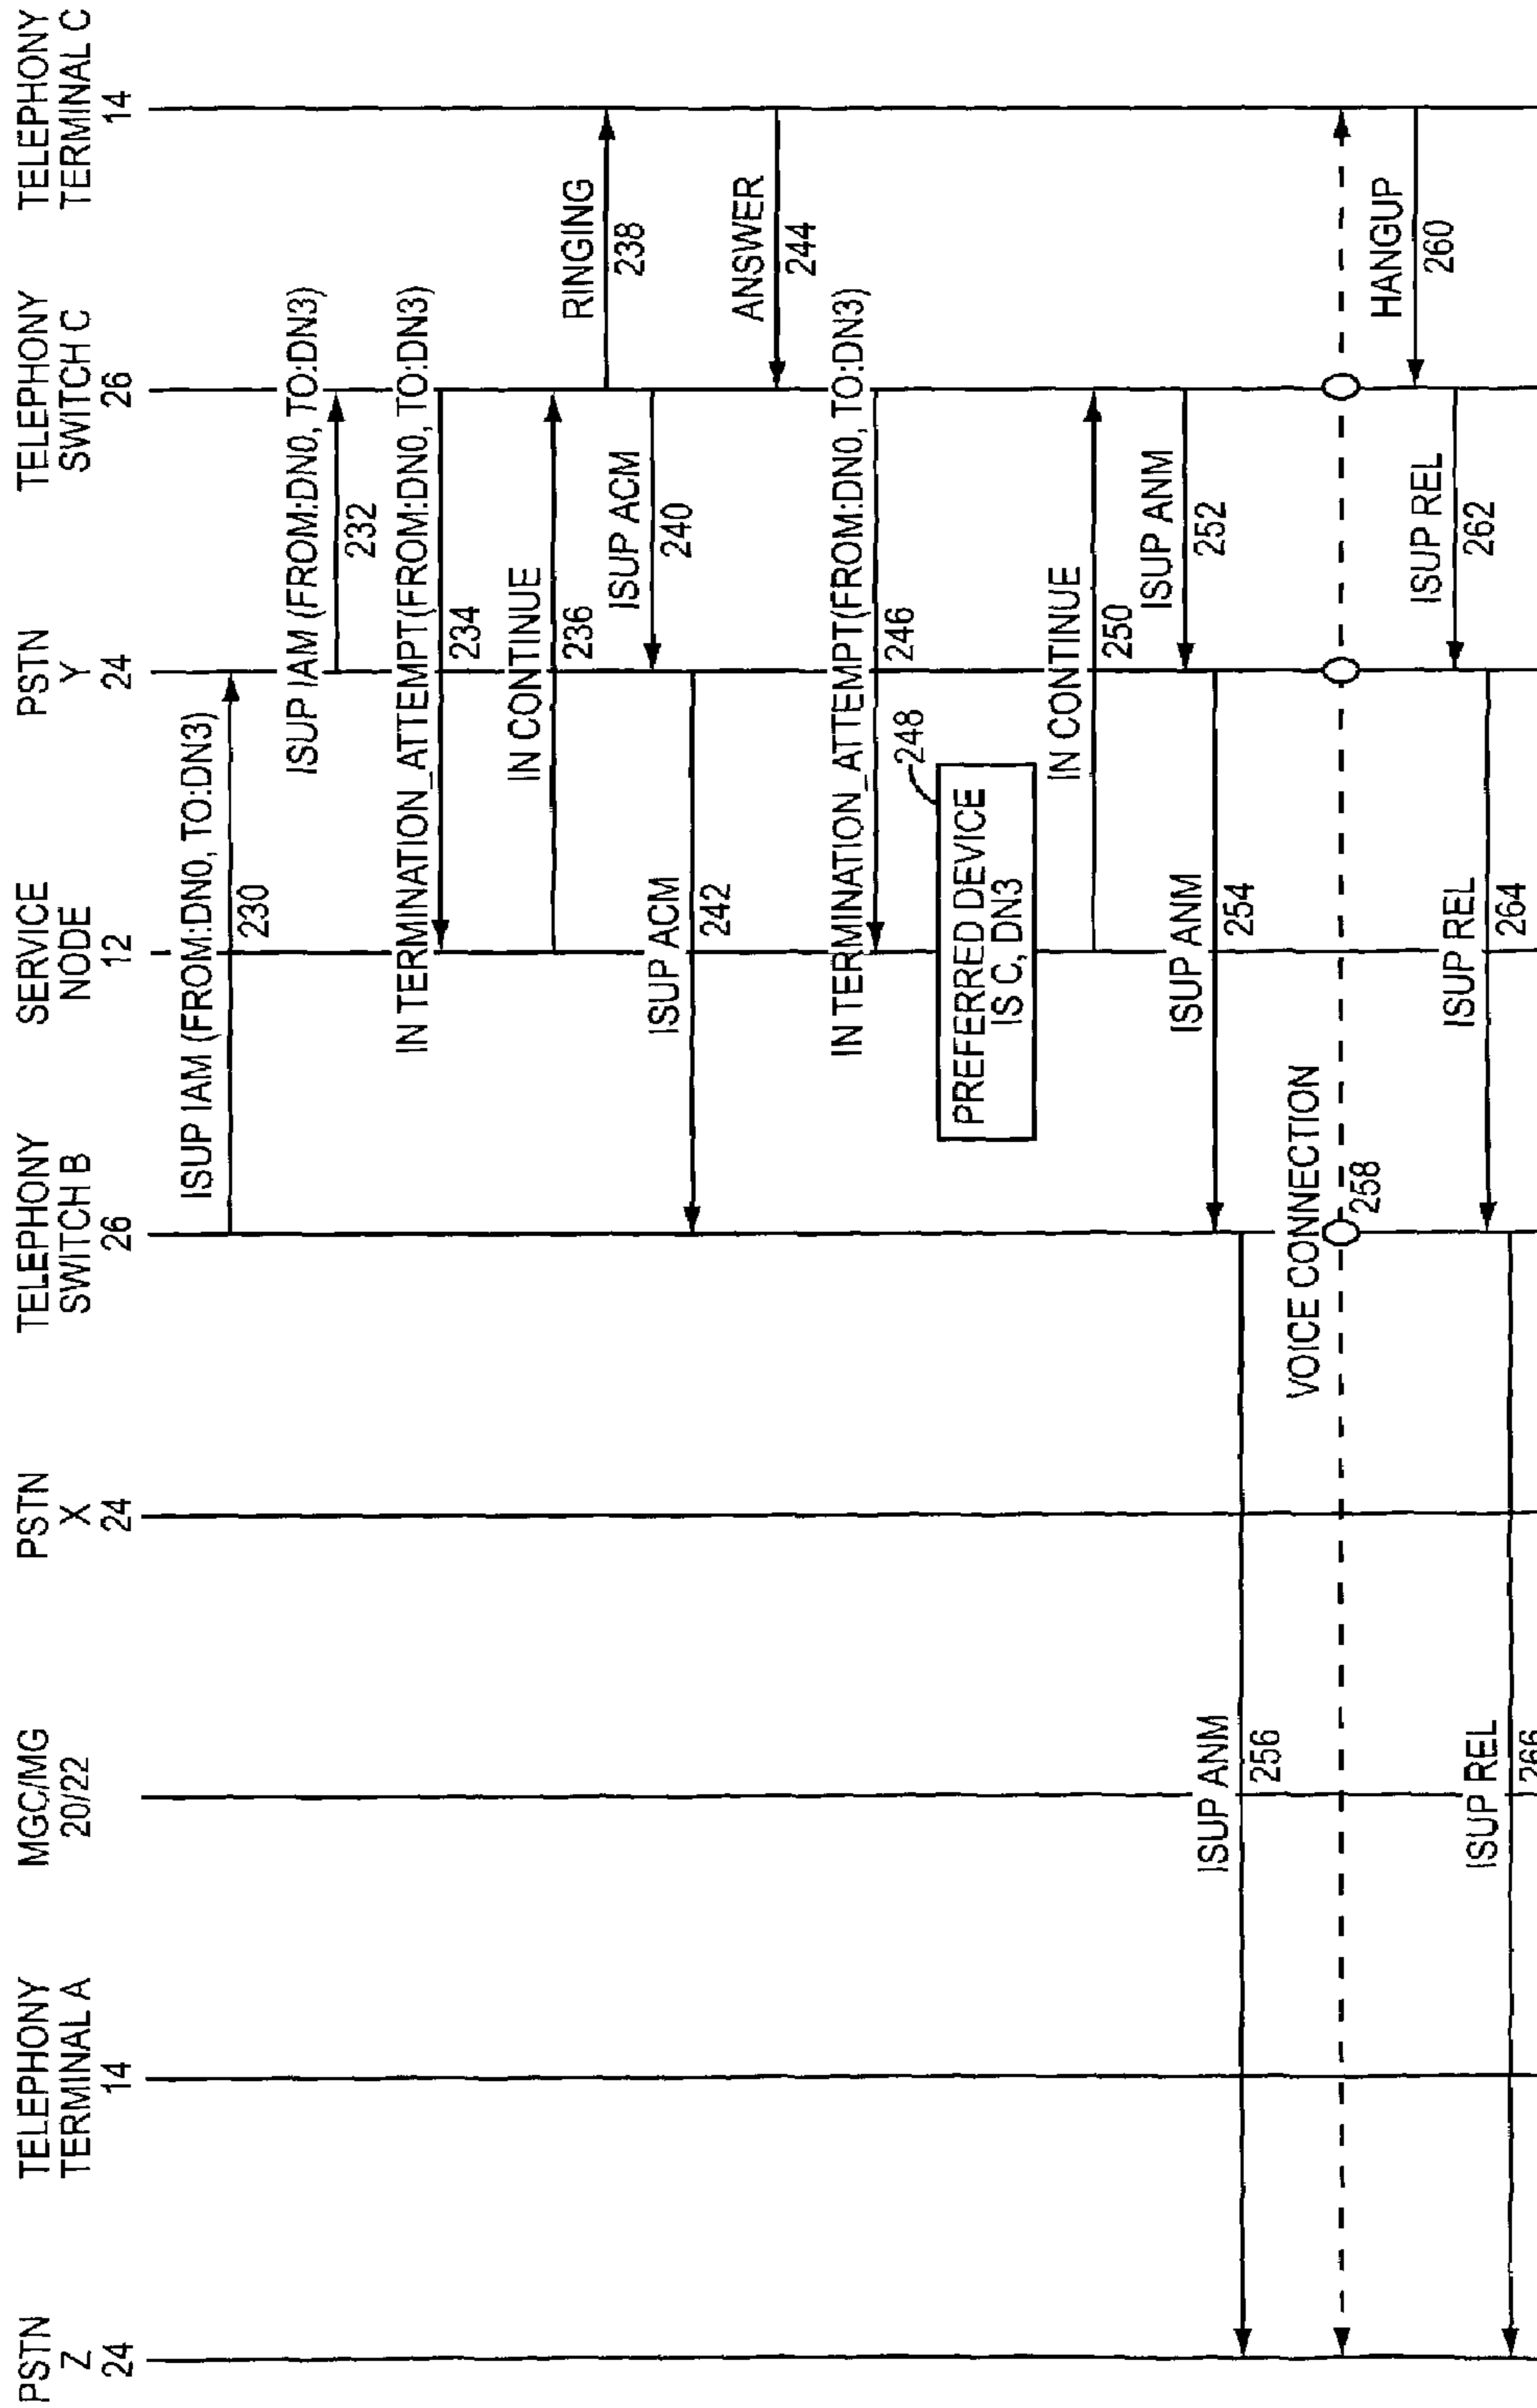 PSTN
Z
24
TELEPHONY
TERMINAL A
14
MGC/MG
20/22
PSTN
X
24
TELEPHONY
SWITCH B
26
SERVICE
NODE
12
PSTN
Y
24
TELEPHONY
SWITCH C
26
TELEPHONY
TERMINAL C
14
ISUP IAM (FROM:DN0, TO:DN3)
230
ISUP IAM (FROM:DN0, TO:DN3)
232
IN TERMINATION_ATTEMPT(FROM:DN0, TO:DN3)
234
IN CONTINUE
236
RINGING
238
ISUP ACM
240
ISUP ACM
242
ANSWER
244
IN TERMINATION_ATTEMPT(FROM:DN0, TO:DN3)
246
248
PREFERRED DEVICE
IS C, DN3
IN CONTINUE
250
ISUP ANM
252
ISUP ANM
254
ISUP ANM
256
VOICE CONNECTION
258
HANGUP
260
ISUP REL
262
ISUP REL
264
ISUP REL
266